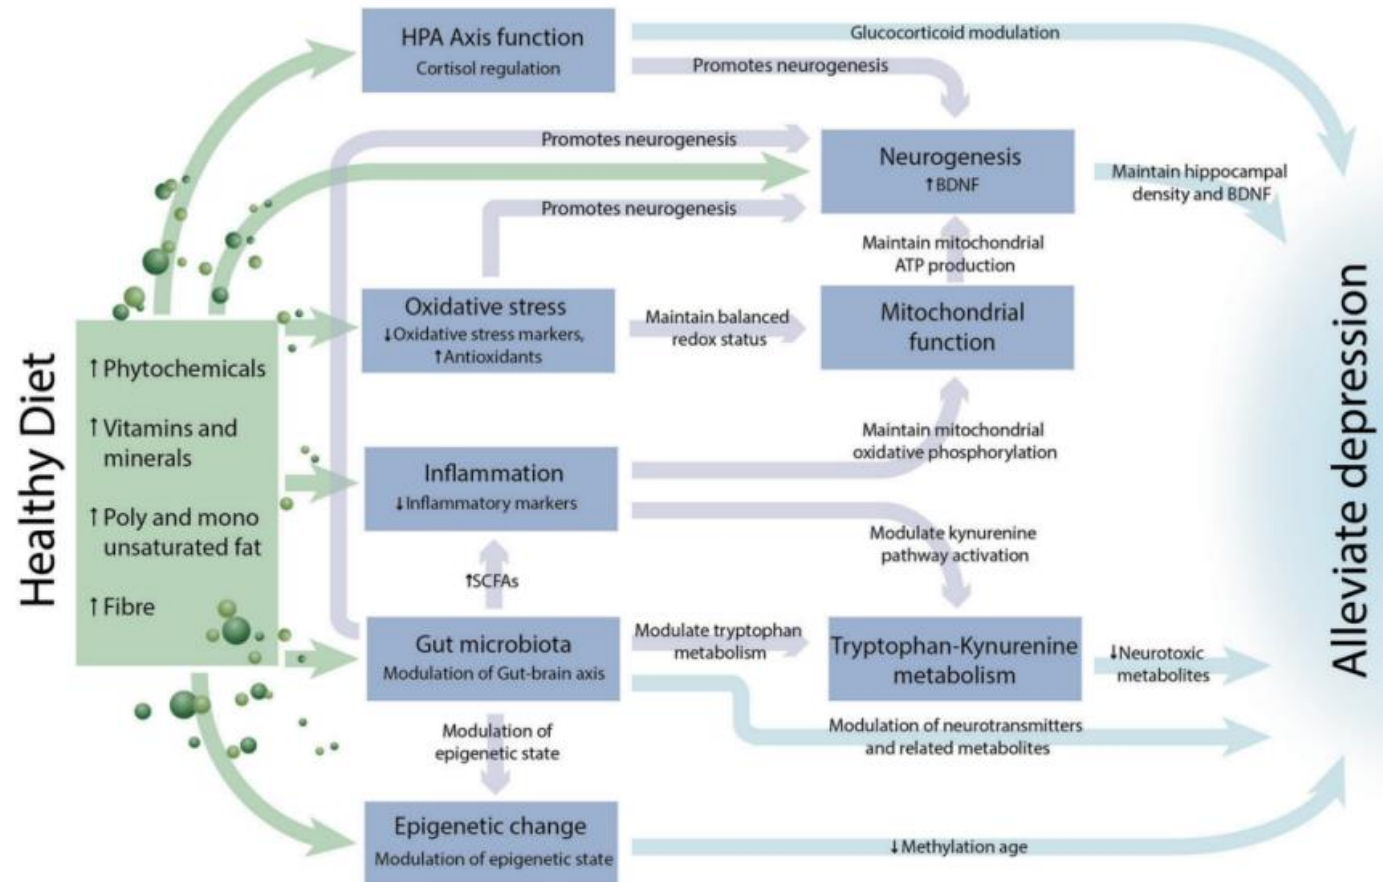 Healthy Diet
↑ Phytochemicals
↑ Vitamins and
minerals
↑ Poly and mono
unsaturated fat
↑ Fibre
HPA Axis function
Cortisol regulation
Glucocorticoid modulation
Promotes neurogenesis
Promotes neurogenesis
Neurogenesis
↑BDNF
Maintain hippocampal
density and BDNF
Promotes neurogenesis
Maintain mitochondrial
ATP production
Oxidative stress
↓Oxidative stress markers,
↑Antioxidants
Maintain balanced
redox status
Mitochondrial
function
Inflammation
↓Inflammatory markers
Maintain mitochondrial
oxidative phosphorylation
Modulate kynurenine
pathway activation
↑SCFAs
Gut microbiota
Modulation of Gut-brain axis
Modulate tryptophan
metabolism
Tryptophan-Kynurenine
metabolism
↓Neurotoxic
metabolites
Modulation of
epigenetic state
Modulation of neurotransmitters
and related metabolites
Epigenetic change
Modulation of epigenetic state
↓Methylation age
Alleviate depression